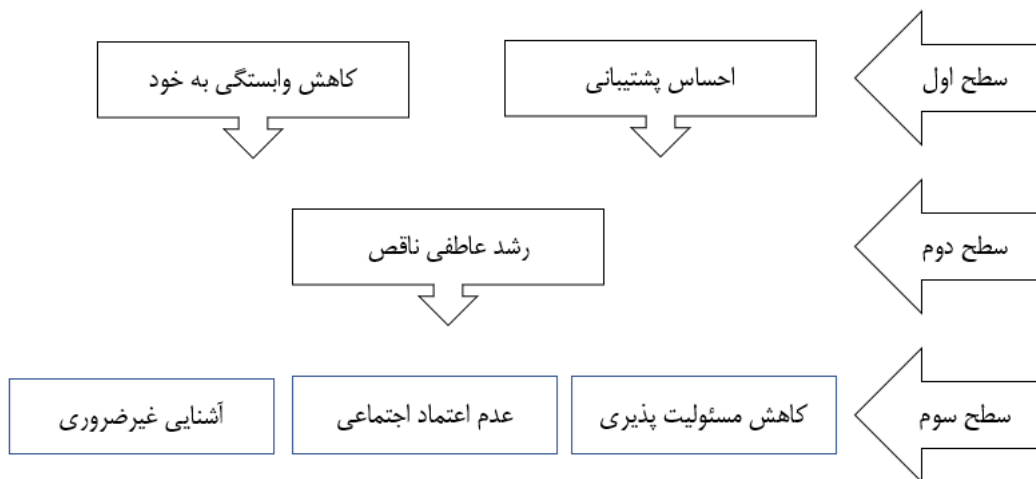 سطح اول
احساس پشتیبانی
کاهش وابستگی به خود
سطح دوم
رشد عاطفی ناقص
سطح سوم
کاهش مسئولیت پذیری
عدم اعتماد اجتماعی
آشنایی غیرضروری